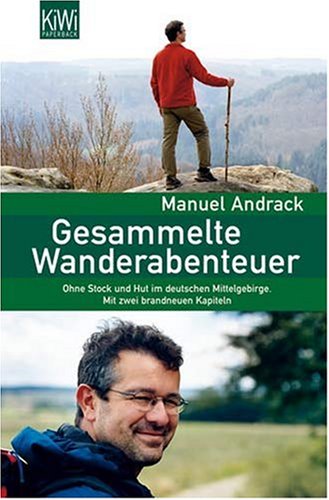 KiWi
PAPERBACK
Manuel Andrack
Gesammelte
Wanderabenteuer
Ohne Stock und Hut im deutschen Mittelgebirge.
Mit zwei brandneuen Kapiteln